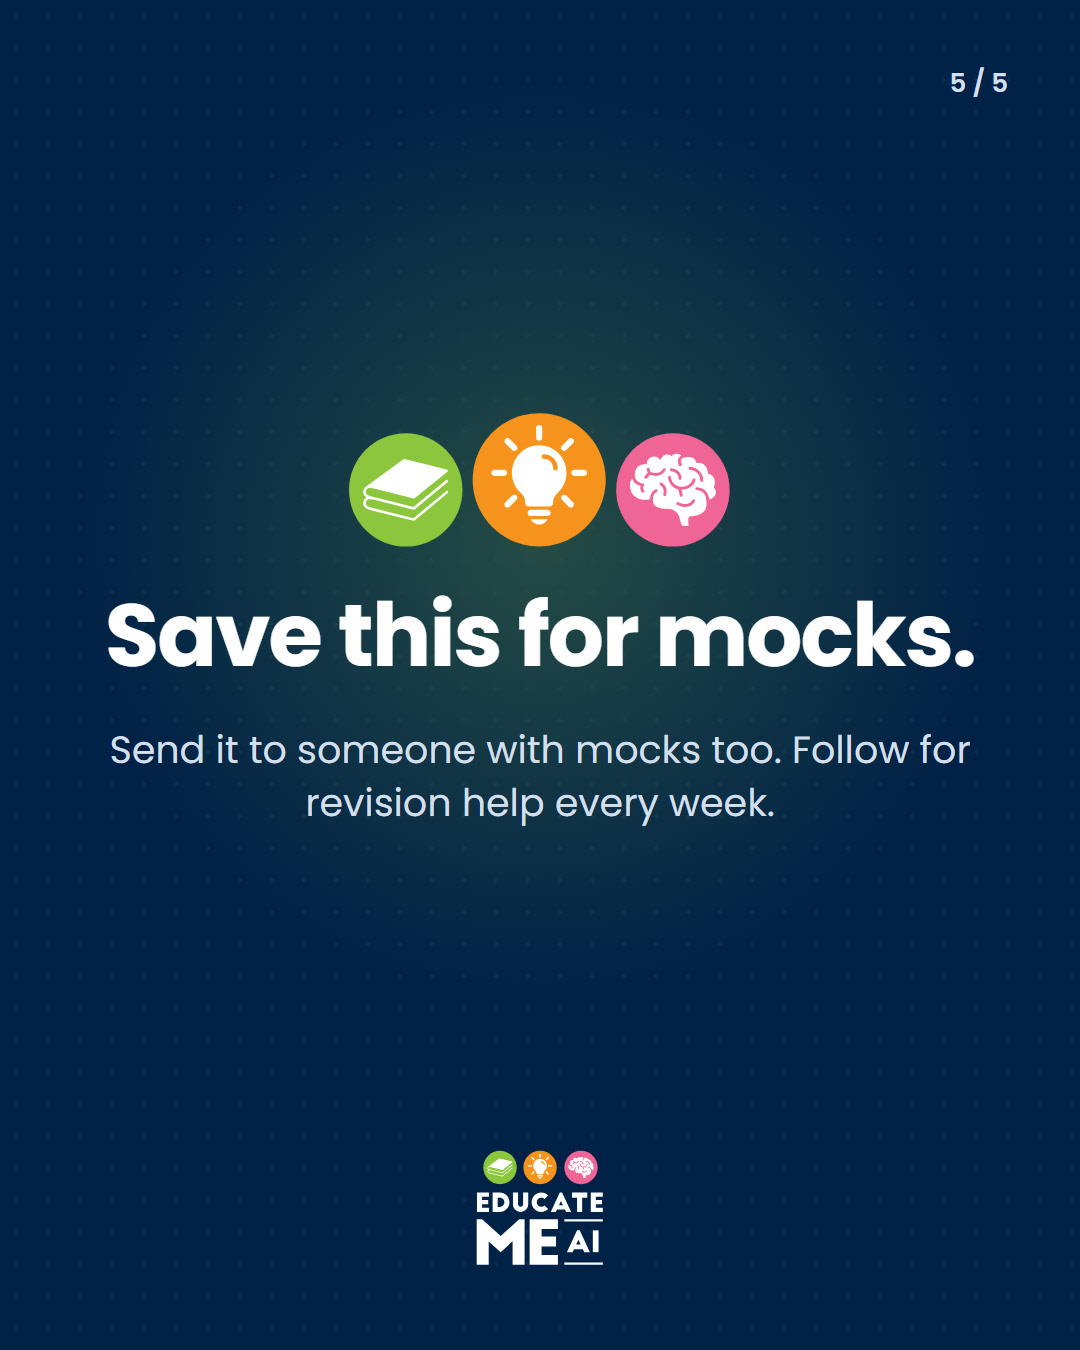 5 / 5
Save this for mocks.
Send it to someone with mocks too. Follow for
revision help every week.
EDUCATE
ME AI